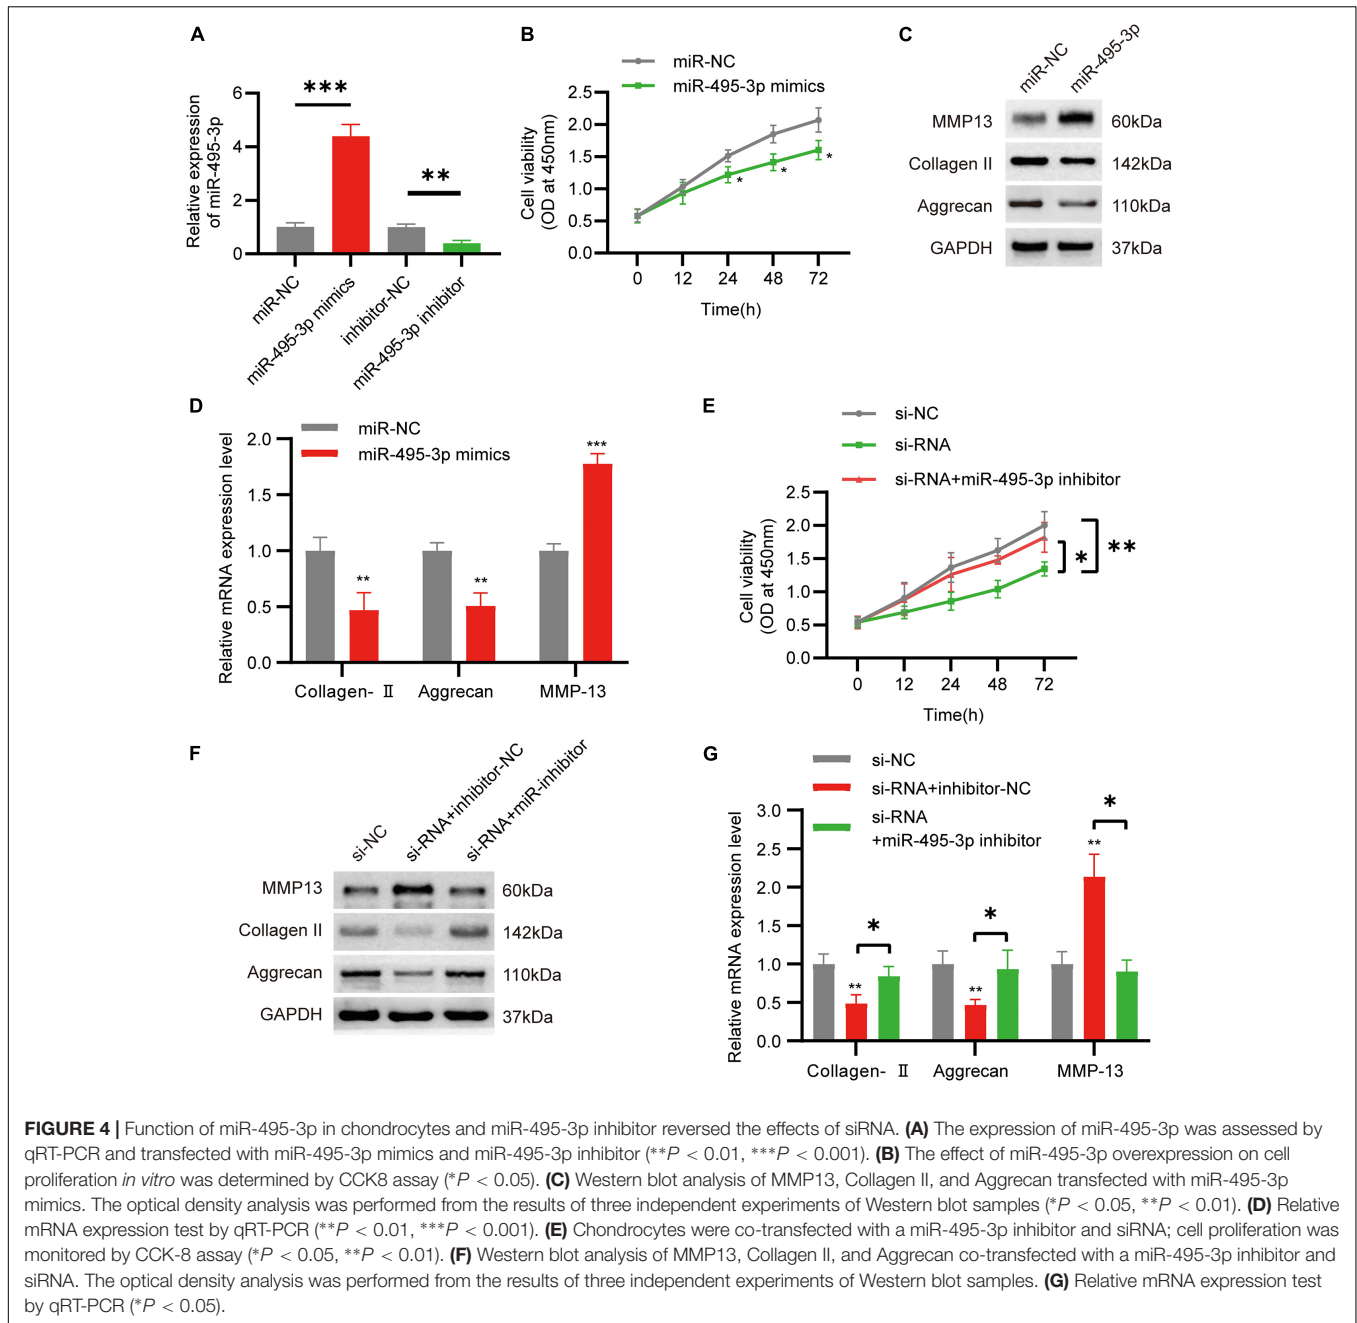 A
Relative expression
of miR-495-3p
6
4
2
0
***
**
miR-NC
miR-495-3p mimics
inhibitor-NC
miR-495-3p inhibitor
B
miR-NC
miR-495-3p mimics
Cell viability
(OD at 450nm)
2.5
2.0
1.5
1.0
0.5
0.0
*
*
*
0 12 24 48 72
Time(h)
C
miR-NC
miR-495-3p
MMP13 60kDa
Collagen II 142kDa
Aggrecan 110kDa
GAPDH 37kDa
D
miR-NC
miR-495-3p mimics
Relative mRNA expression level
2.0
1.5
1.0
0.5
0.0
**
**
***
Collagen- Ⅱ Aggrecan MMP-13
E
si-NC
si-RNA
si-RNA+miR-495-3p inhibitor
Cell viability
(OD at 450nm)
2.5
2.0
1.5
1.0
0.5
0.0
*
**
0 12 24 48 72
Time(h)
F
si-NC
si-RNA+inhibitor-NC
si-RNA+miR-inhibitor
MMP13 60kDa
Collagen II 142kDa
Aggrecan 110kDa
GAPDH 37kDa
G
si-NC
si-RNA+inhibitor-NC
si-RNA
+miR-495-3p inhibitor
Relative mRNA expression level
3.0
2.5
2.0
1.5
1.0
0.5
0.0
**
*
**
*
**
*
Collagen- Ⅱ Aggrecan MMP-13
FIGURE 4 | Function of miR-495-3p in chondrocytes and miR-495-3p inhibitor reversed the effects of siRNA. (A) The expression of miR-495-3p was assessed by
qRT-PCR and transfected with miR-495-3p mimics and miR-495-3p inhibitor (**P < 0.01, ***P < 0.001). (B) The effect of miR-495-3p overexpression on cell
proliferation in vitro was determined by CCK8 assay (*P < 0.05). (C) Western blot analysis of MMP13, Collagen II, and Aggrecan transfected with miR-495-3p
mimics. The optical density analysis was performed from the results of three independent experiments of Western blot samples (*P < 0.05, **P < 0.01). (D) Relative
mRNA expression test by qRT-PCR (**P < 0.01, ***P < 0.001). (E) Chondrocytes were co-transfected with a miR-495-3p inhibitor and siRNA; cell proliferation was
monitored by CCK-8 assay (*P < 0.05, **P < 0.01). (F) Western blot analysis of MMP13, Collagen II, and Aggrecan co-transfected with a miR-495-3p inhibitor and
siRNA. The optical density analysis was performed from the results of three independent experiments of Western blot samples. (G) Relative mRNA expression test
by qRT-PCR (*P < 0.05).